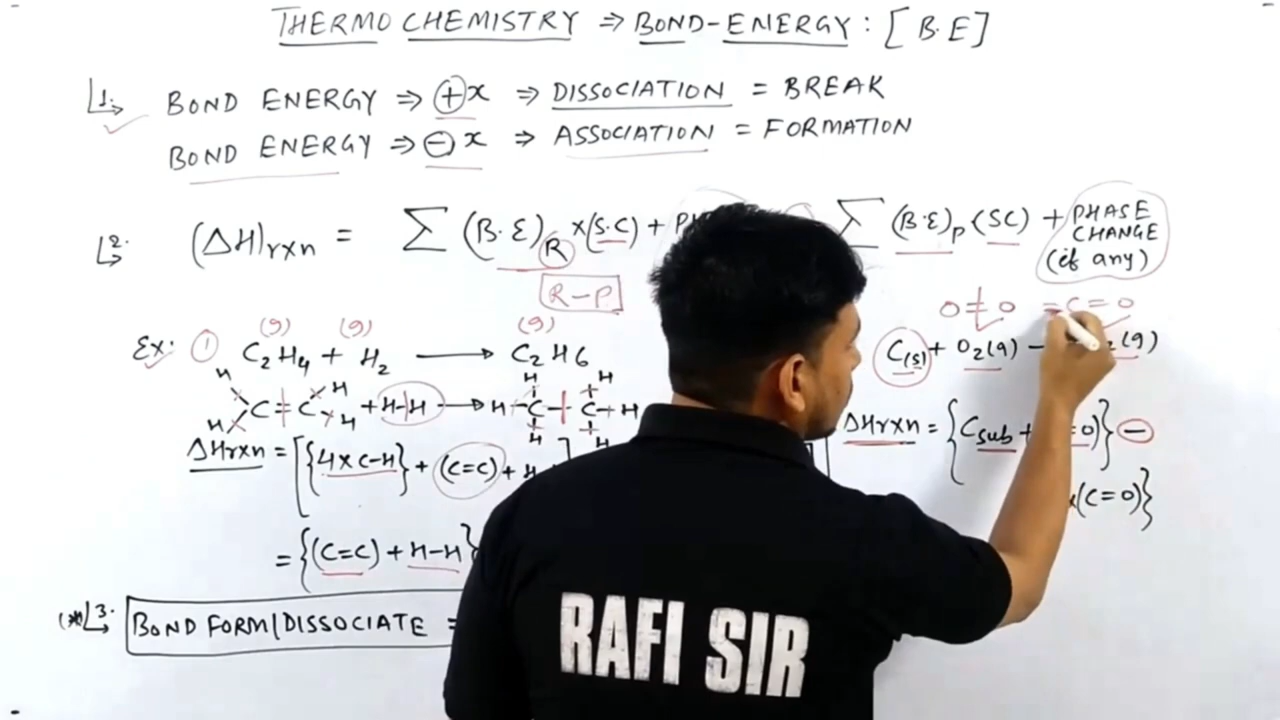 THERMO CHEMISTRY ⇒ BOND-ENERGY : [B.E]
1. BOND ENERGY ⇒ ⊕x ⇒ DISSOCIATION = BREAK
BOND ENERGY ⇒ ⊖x ⇒ ASSOCIATION = FORMATION
2. (ΔH)rxn = Σ (B.E)R × (S.C) +
Σ (B.E)P (SC) + PHASE CHANGE (if any)
R-P
Ex: 1 C2H4 + H2 ⟶ C2H6
(g) (g) (g)
H H C=C H H + H-H ⟶ H-C-C-H H H H H
ΔHrxn = [{4×C-H} + (C=C) + H
= {(C=C) + H-H}
(*) 3. BOND FORM/DISSOCIATE =
O=O =C=O
C(s) + O2(g) - 2(g)
ΔHrxn = {Csub + =O)} -
(C=O)}
RAFI SIR